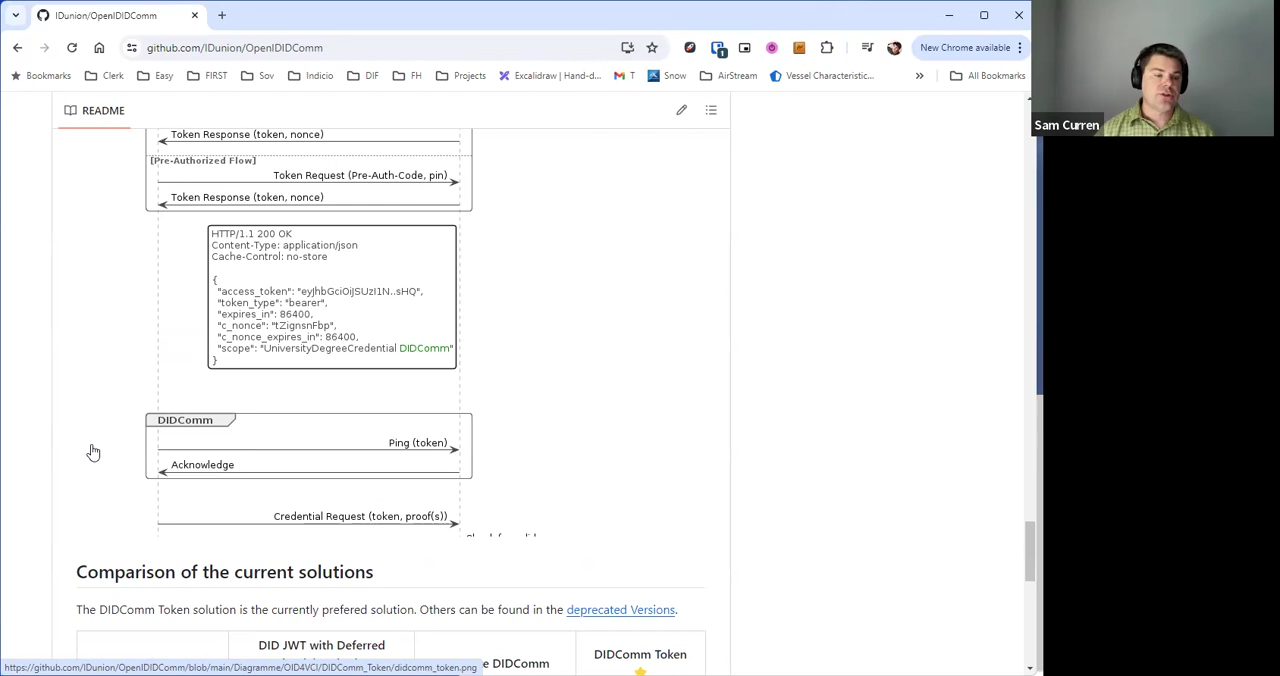 IDunion/OpenIDIDComm
github.com/IDunion/OpenIDIDComm
New Chrome available
Bookmarks
Clerk
Easy
FIRST
Sov
Indicio
DIF
FH
Projects
Excalidraw | Hand-d...
T
Snow
AirStream
Vessel Characteristic...
»
All Bookmarks
Sam Curren
README
Token Response (token, nonce)
[Pre-Authorized Flow]
Token Request (Pre-Auth-Code, pin)
Token Response (token, nonce)
HTTP/1.1 200 OK
Content-Type: application/json
Cache-Control: no-store
{
"access_token": "eyJhbGciOiJSUzI1N..sHQ",
"token_type": "bearer",
"expires_in": 86400,
"c_nonce": "tZignsnFbp",
"c_nonce_expires_in": 86400,
"scope": "UniversityDegreeCredential DIDComm"
}
DIDComm
Ping (token)
Acknowledge
Credential Request (token, proof(s))
Comparison of the current solutions
The DIDComm Token solution is the currently prefered solution. Others can be found in the deprecated Versions.
DID JWT with Deferred
DIDComm Token
e DIDComm
https://github.com/IDunion/OpenIDIDComm/blob/main/Diagramme/OID4VCI/DIDComm_Token/didcomm_token.png